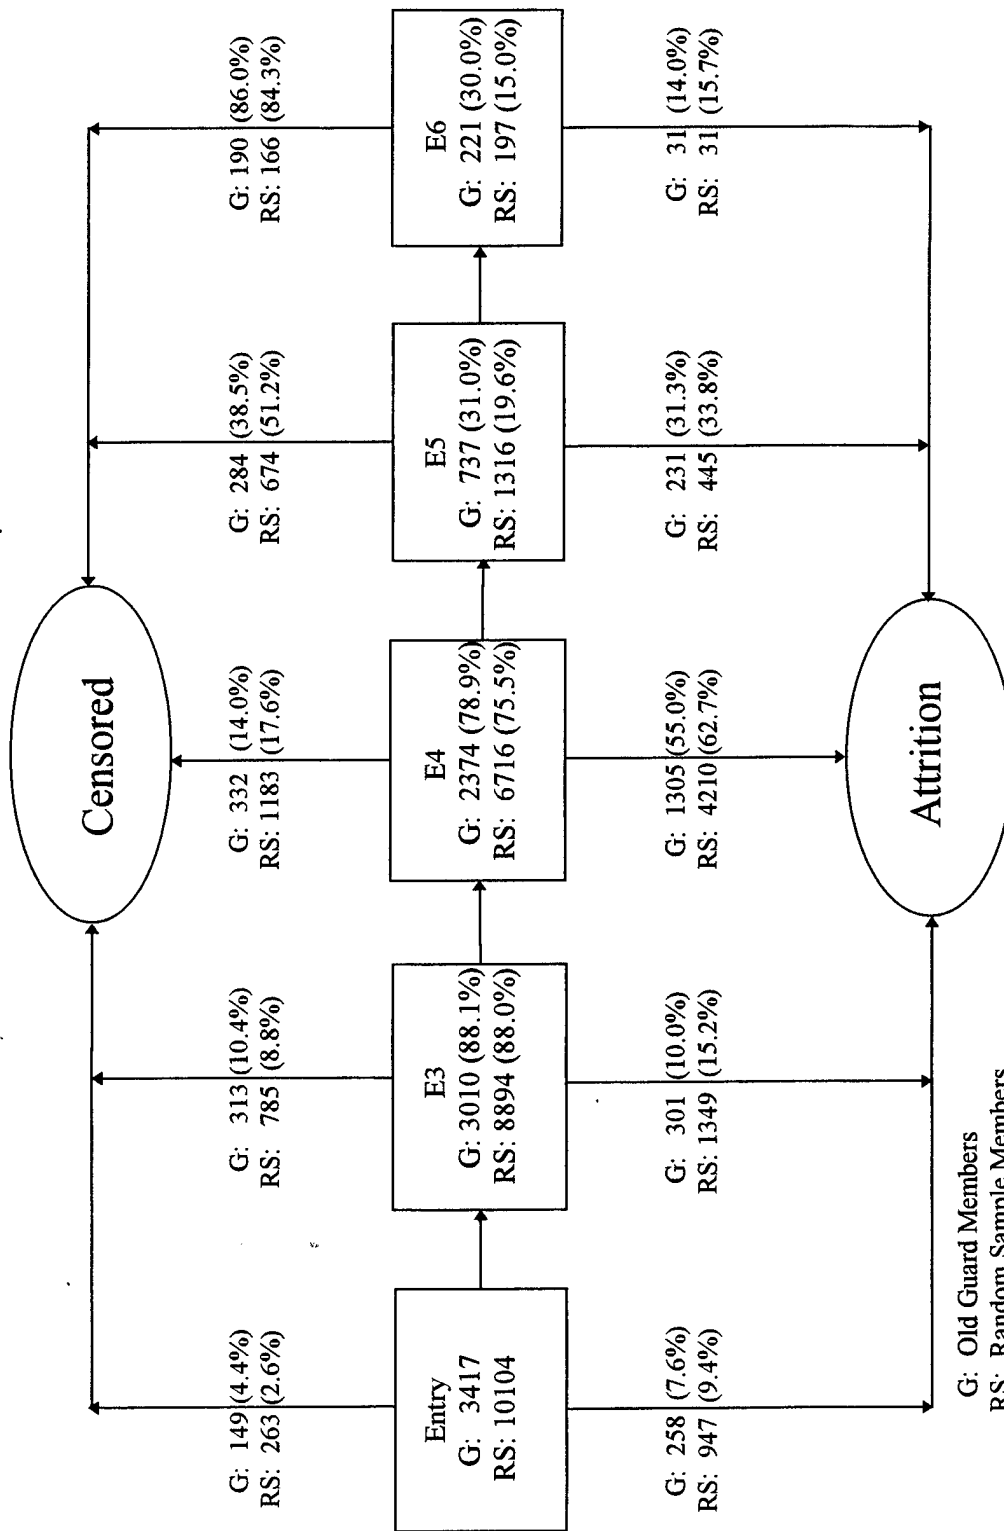 Censored
G: 149 (4.4%)
RS: 263 (2.6%)
G: 313 (10.4%)
RS: 785 (8.8%)
G: 332 (14.0%)
RS: 1183 (17.6%)
G: 284 (38.5%)
RS: 674 (51.2%)
G: 190 (86.0%)
RS: 166 (84.3%)
Entry
G: 3417
RS: 10104
E3
G: 3010 (88.1%)
RS: 8894 (88.0%)
E4
G: 2374 (78.9%)
RS: 6716 (75.5%)
E5
G: 737 (31.0%)
RS: 1316 (19.6%)
E6
G: 221 (30.0%)
RS: 197 (15.0%)
G: 258 (7.6%)
RS: 947 (9.4%)
G: 301 (10.0%)
RS: 1349 (15.2%)
G: 1305 (55.0%)
RS: 4210 (62.7%)
G: 231 (31.3%)
RS: 445 (33.8%)
G: 31 (14.0%)
RS: 31 (15.7%)
Attrition
G: Old Guard Members
RS: Random Sample Members